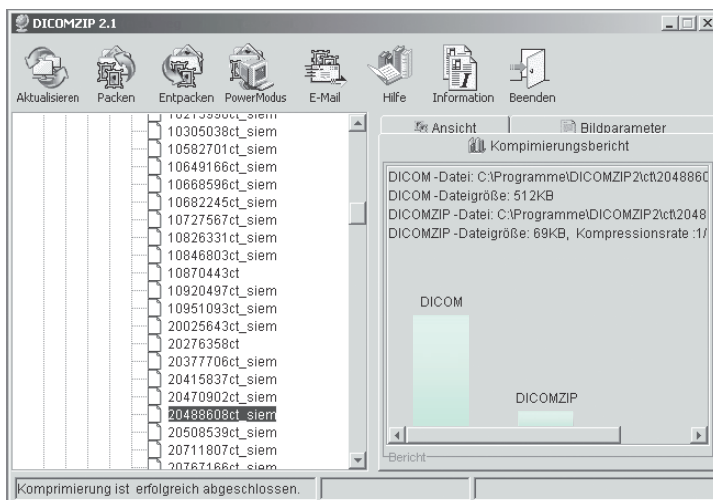 DICOMZIP 2.1
Aktualisieren Packen Entpacken PowerModus E-Mail Hilfe Information Beenden
10305038ct_siem
10582701ct_siem
10649166ct_siem
10668596ct_siem
10682245ct_siem
10727567ct_siem
10826331ct_siem
10846803ct_siem
10870443ct
10920497ct_siem
10951093ct_siem
20025643ct_siem
20276358ct
20377706ct_siem
20415837ct_siem
20470902ct_siem
20488608ct_siem
20508539ct_siem
20711807ct_siem
20767166ct_siem
Ansicht Bildparameter
Kompimierungsbericht
DICOM -Datei: C:\Programme\DICOMZIP2\ct\2048860
DICOM -Dateigröße: 512KB
DICOMZIP -Datei: C:\Programme\DICOMZIP2\ct\2048
DICOMZIP -Dateigröße: 69KB, Kompressionsrate :1/
DICOM
DICOMZIP
Bericht
Komprimierung ist erfolgreich abgeschlossen.